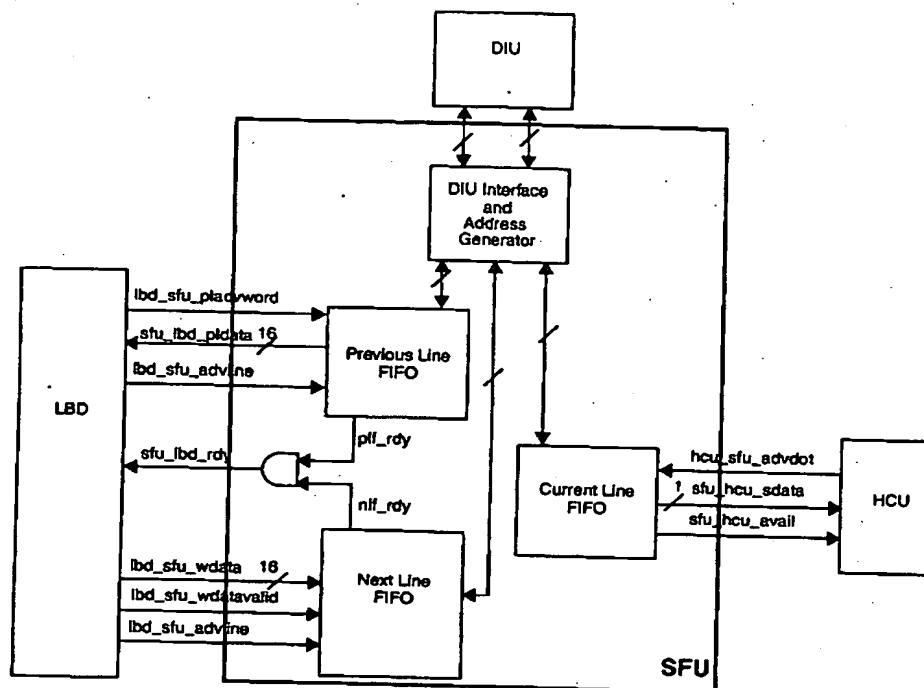 DIU
DIU Interface
and
Address
Generator
lbd_sfu_pladvword
sfu_lbd_pldata 16
lbd_sfu_advline
Previous Line
FIFO
LBD
plf_rdy
sfu_lbd_rdy
nlf_rdy
hcu_sfu_advdot
1 sfu_hcu_sdata
sfu_hcu_avail
Current Line
FIFO
HCU
lbd_sfu_wdata 16
lbd_sfu_wdatavalid
lbd_sfu_advline
Next Line
FIFO
SFU